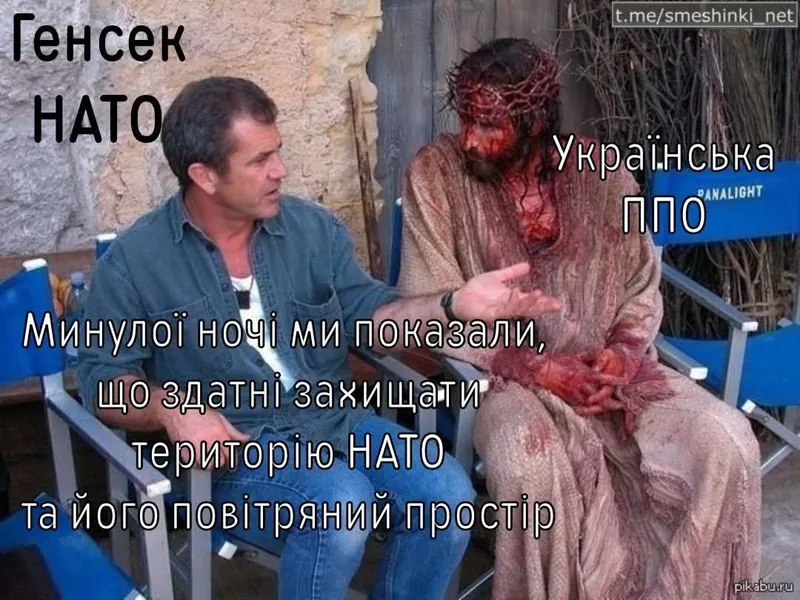 t.me/smeshinki_net
Генсек
НАТО
Українська
ППО
PANALIGHT
Минулої ночі ми показали,
що здатні захищати
територію НАТО
та його повітряний простір
pikabu.ru